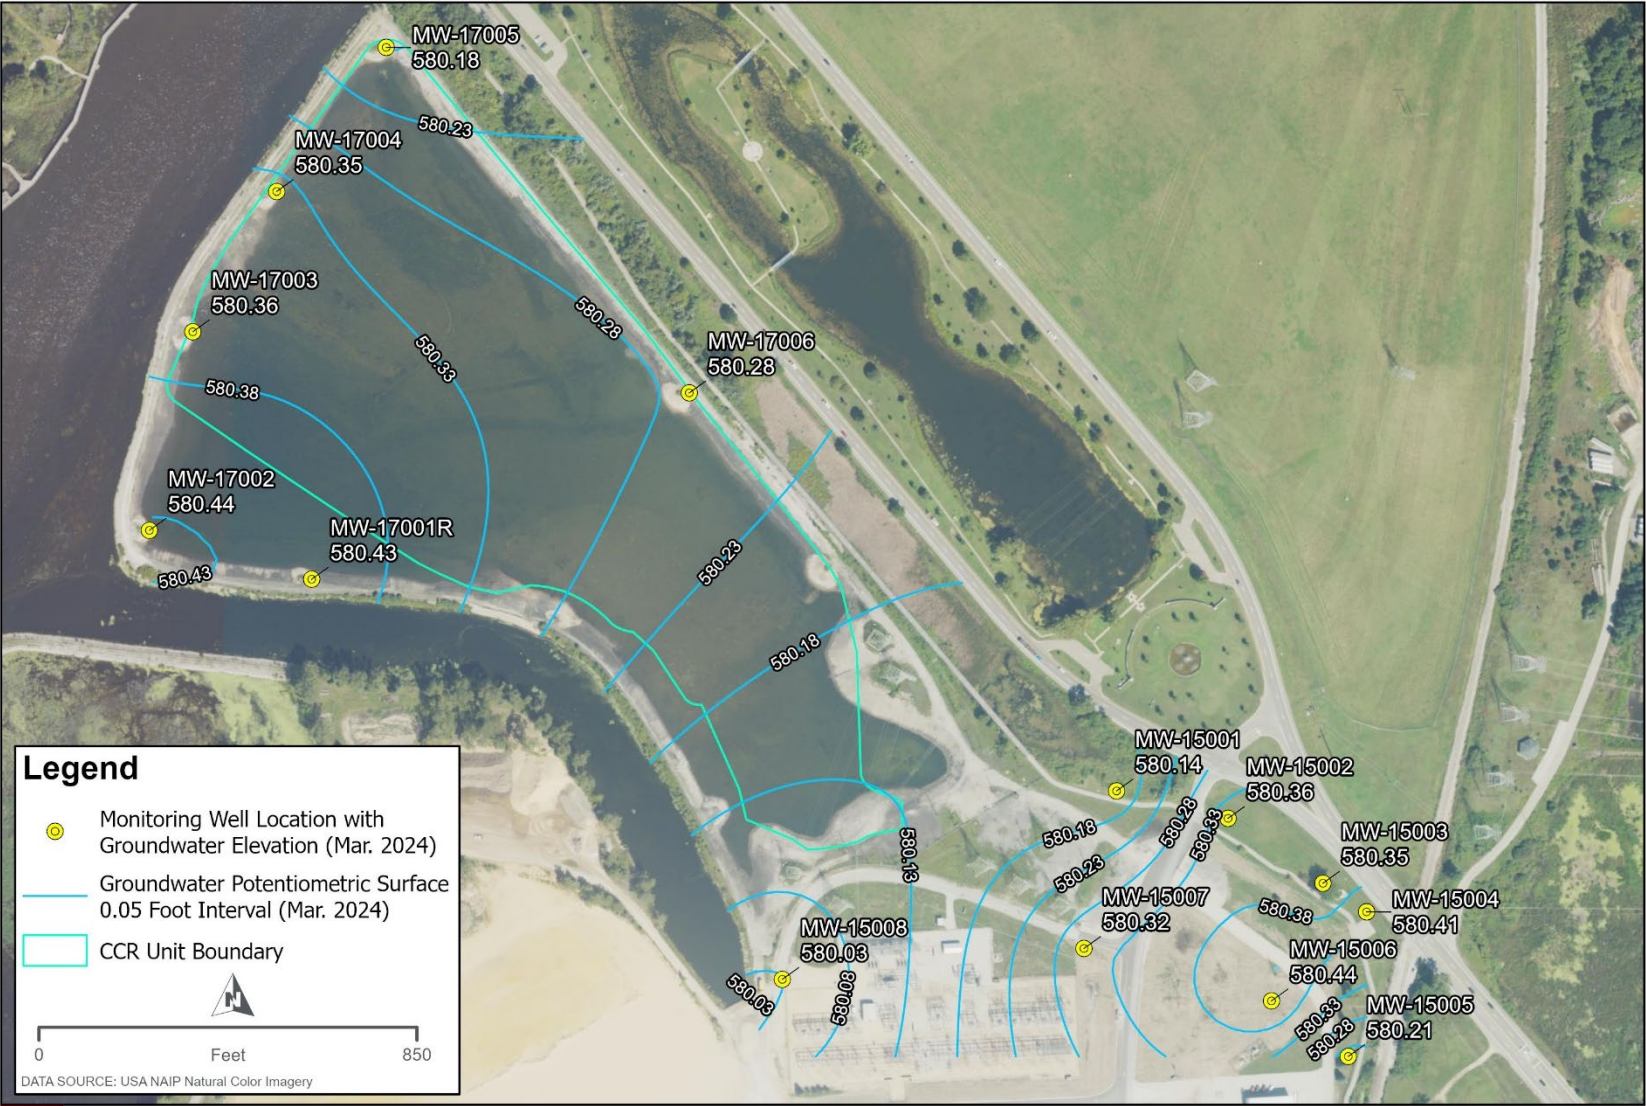 MW-17005
580.18
580.23
MW-17004
580.35
MW-17003
580.36
580.28
580.33
MW-17006
580.28
580.38
MW-17002
580.44
MW-17001R
580.43
580.43
580.23
580.18
MW-15001
580.14
MW-15002
580.36
580.28
580.33
580.18
MW-15003
580.35
580.13
580.23
MW-15007
580.32
580.38
MW-15004
580.41
MW-15008
580.03
MW-15006
580.44
580.03
580.08
580.33
MW-15005
580.21
580.28
Legend
Monitoring Well Location with
Groundwater Elevation (Mar. 2024)
Groundwater Potentiometric Surface
0.05 Foot Interval (Mar. 2024)
CCR Unit Boundary
N
0 Feet 850
DATA SOURCE: USA NAIP Natural Color Imagery